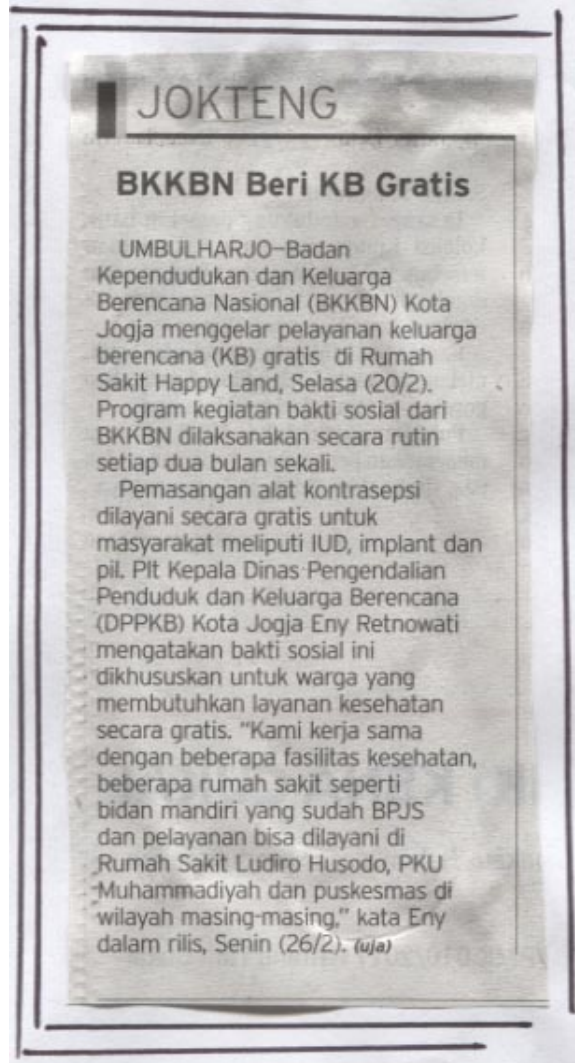 JOKTENG
BKKBN Beri KB Gratis
UMBULHARJO–Badan
Kependudukan dan Keluarga
Berencana Nasional (BKKBN) Kota
Jogja menggelar pelayanan keluarga
berencana (KB) gratis di Rumah
Sakit Happy Land, Selasa (20/2).
Program kegiatan bakti sosial dari
BKKBN dilaksanakan secara rutin
setiap dua bulan sekali.
Pemasangan alat kontrasepsi
dilayani secara gratis untuk
masyarakat meliputi IUD, implant dan
pil. Plt Kepala Dinas Pengendalian
Penduduk dan Keluarga Berencana
(DPPKB) Kota Jogja Eny Retnowati
mengatakan bakti sosial ini
dikhususkan untuk warga yang
membutuhkan layanan kesehatan
secara gratis. "Kami kerja sama
dengan beberapa fasilitas kesehatan,
beberapa rumah sakit seperti
bidan mandiri yang sudah BPJS
dan pelayanan bisa dilayani di
Rumah Sakit Ludiro Husodo, PKU
Muhammadiyah dan puskesmas di
wilayah masing-masing," kata Eny
dalam rilis, Senin (26/2). (uja)